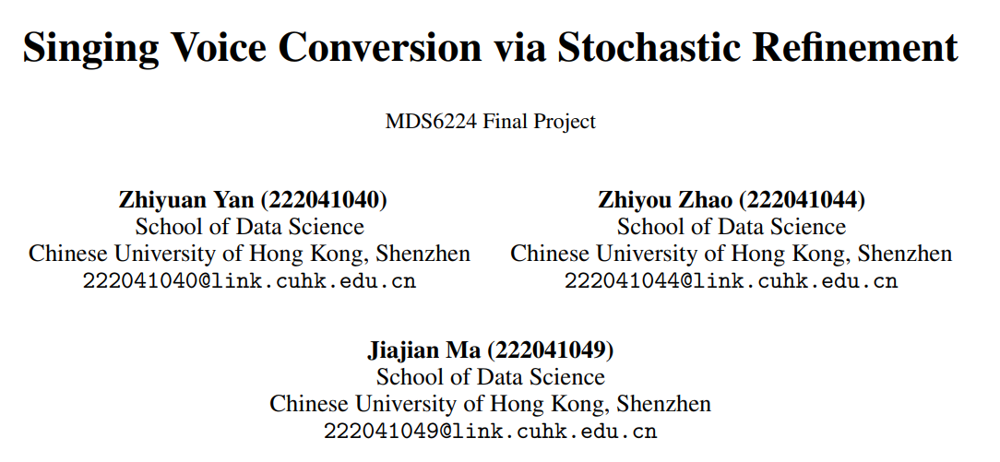 Singing Voice Conversion via Stochastic Refinement
MDS6224 Final Project
Zhiyuan Yan (222041040)
School of Data Science
Chinese University of Hong Kong, Shenzhen
222041040@link.cuhk.edu.cn
Zhiyou Zhao (222041044)
School of Data Science
Chinese University of Hong Kong, Shenzhen
222041044@link.cuhk.edu.cn
Jiajian Ma (222041049)
School of Data Science
Chinese University of Hong Kong, Shenzhen
222041049@link.cuhk.edu.cn